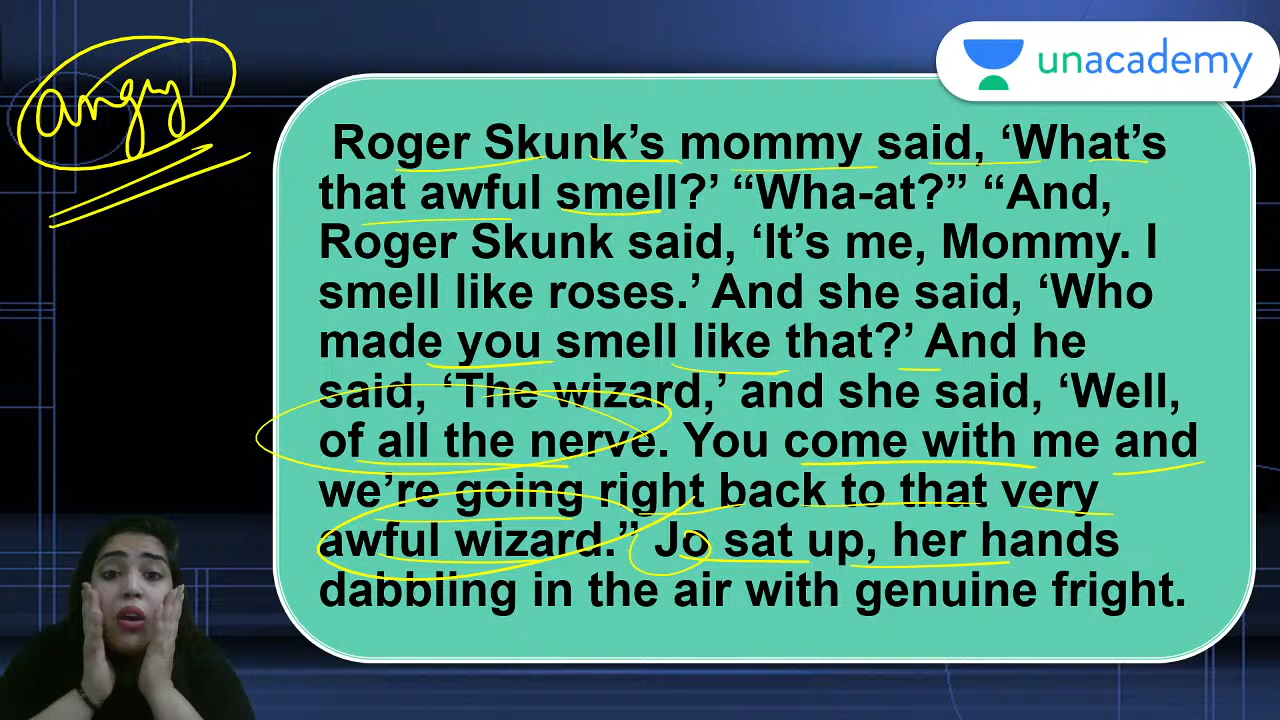 angy
unacademy
Roger Skunk’s mommy said, ‘What’s
that awful smell?’ “Wha-at?” “And,
Roger Skunk said, ‘It’s me, Mommy. I
smell like roses.’ And she said, ‘Who
made you smell like that?’ And he
said, ‘The wizard,’ and she said, ‘Well,
of all the nerve. You come with me and
we’re going right back to that very
awful wizard.” Jo sat up, her hands
dabbling in the air with genuine fright.